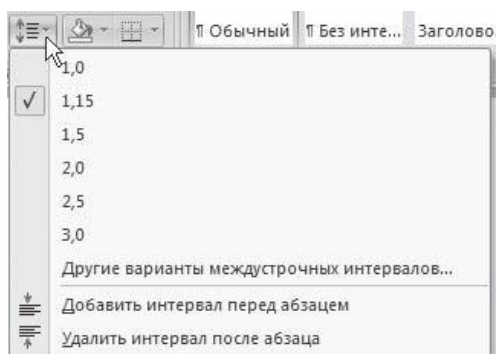 ¶ Обычный ¶ Без инте... Заголово
1,0
1,15
1,5
2,0
2,5
3,0
Другие варианты междустрочных интервалов...
Добавить интервал перед абзацем
Удалить интервал после абзаца